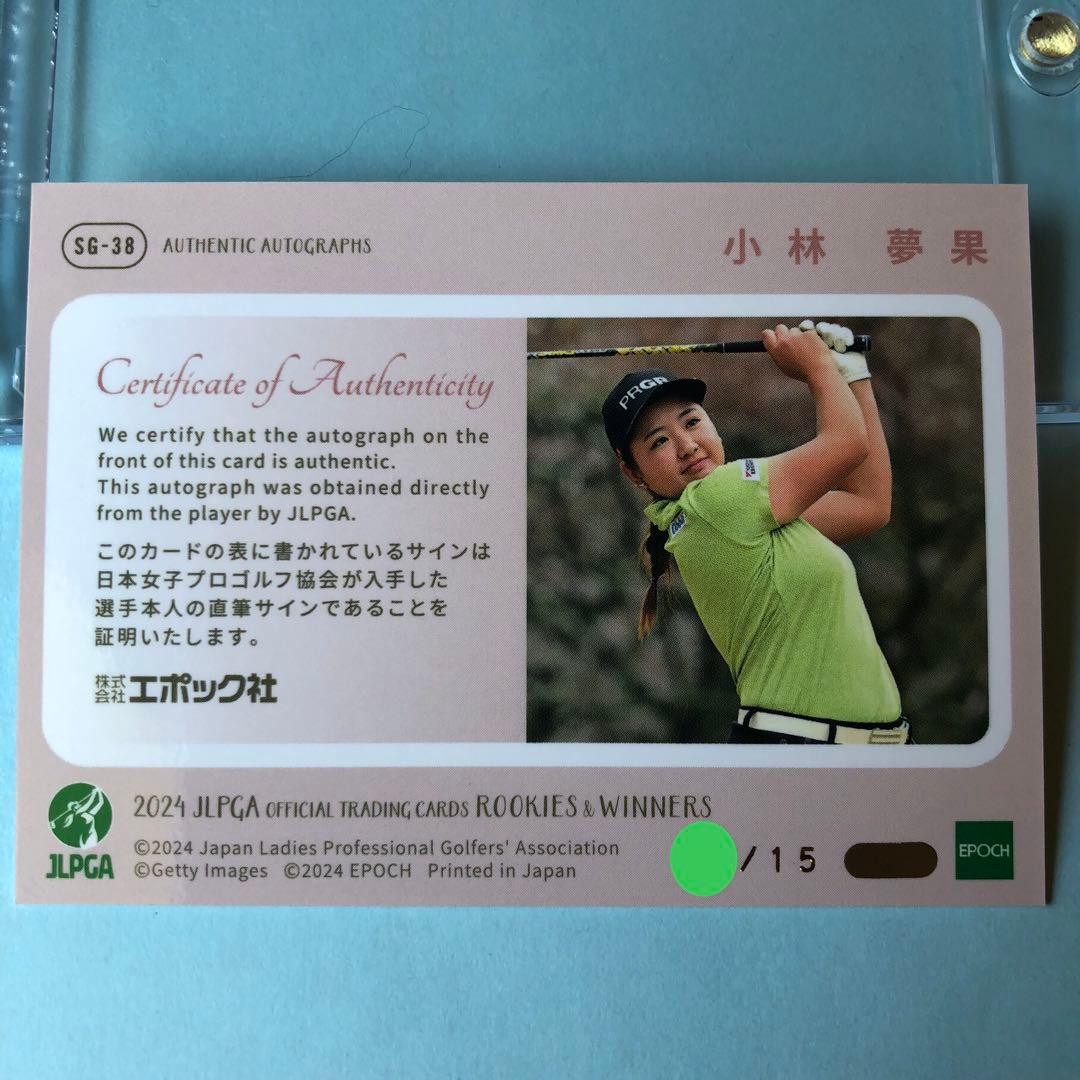 SG-38 AUTHENTIC AUTOGRAPHS
小林 夢果
Certificate of Authenticity
We certify that the autograph on the
front of this card is authentic.
This autograph was obtained directly
from the player by JLPGA.
このカードの表に書かれているサインは
日本女子プロゴルフ協会が入手した
選手本人の直筆サインであることを
証明いたします。
株式会社エポック社
PRGR
JLPGA
2024 JLPGA OFFICIAL TRADING CARDS ROOKIES & WINNERS
©2024 Japan Ladies Professional Golfers' Association
©Getty Images ©2024 EPOCH Printed in Japan
/15
EPOCH